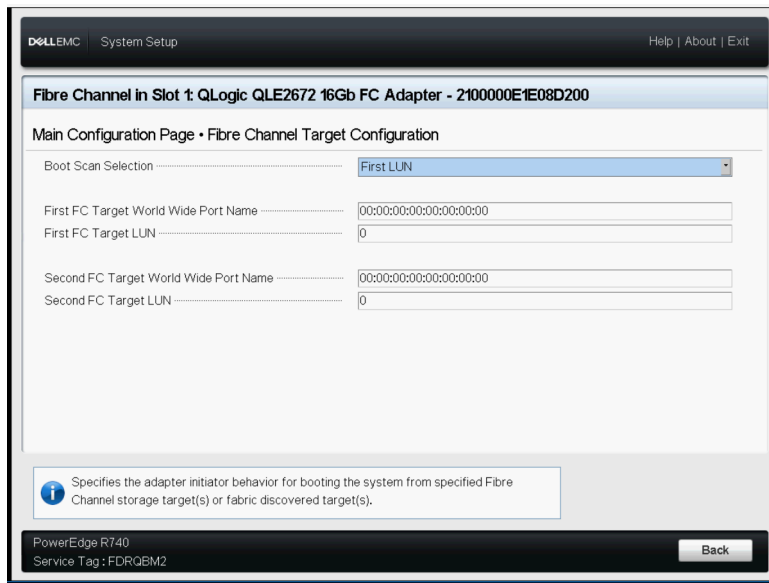 DELLEMC System Setup Help | About | Exit
Fibre Channel in Slot 1: QLogic QLE2672 16Gb FC Adapter - 2100000E1E08D200
Main Configuration Page • Fibre Channel Target Configuration
Boot Scan Selection First LUN
First FC Target World Wide Port Name 00:00:00:00:00:00:00:00
First FC Target LUN 0
Second FC Target World Wide Port Name 00:00:00:00:00:00:00:00
Second FC Target LUN 0
Specifies the adapter initiator behavior for booting the system from specified Fibre
Channel storage target(s) or fabric discovered target(s).
PowerEdge R740
Service Tag : FDRQBM2
Back